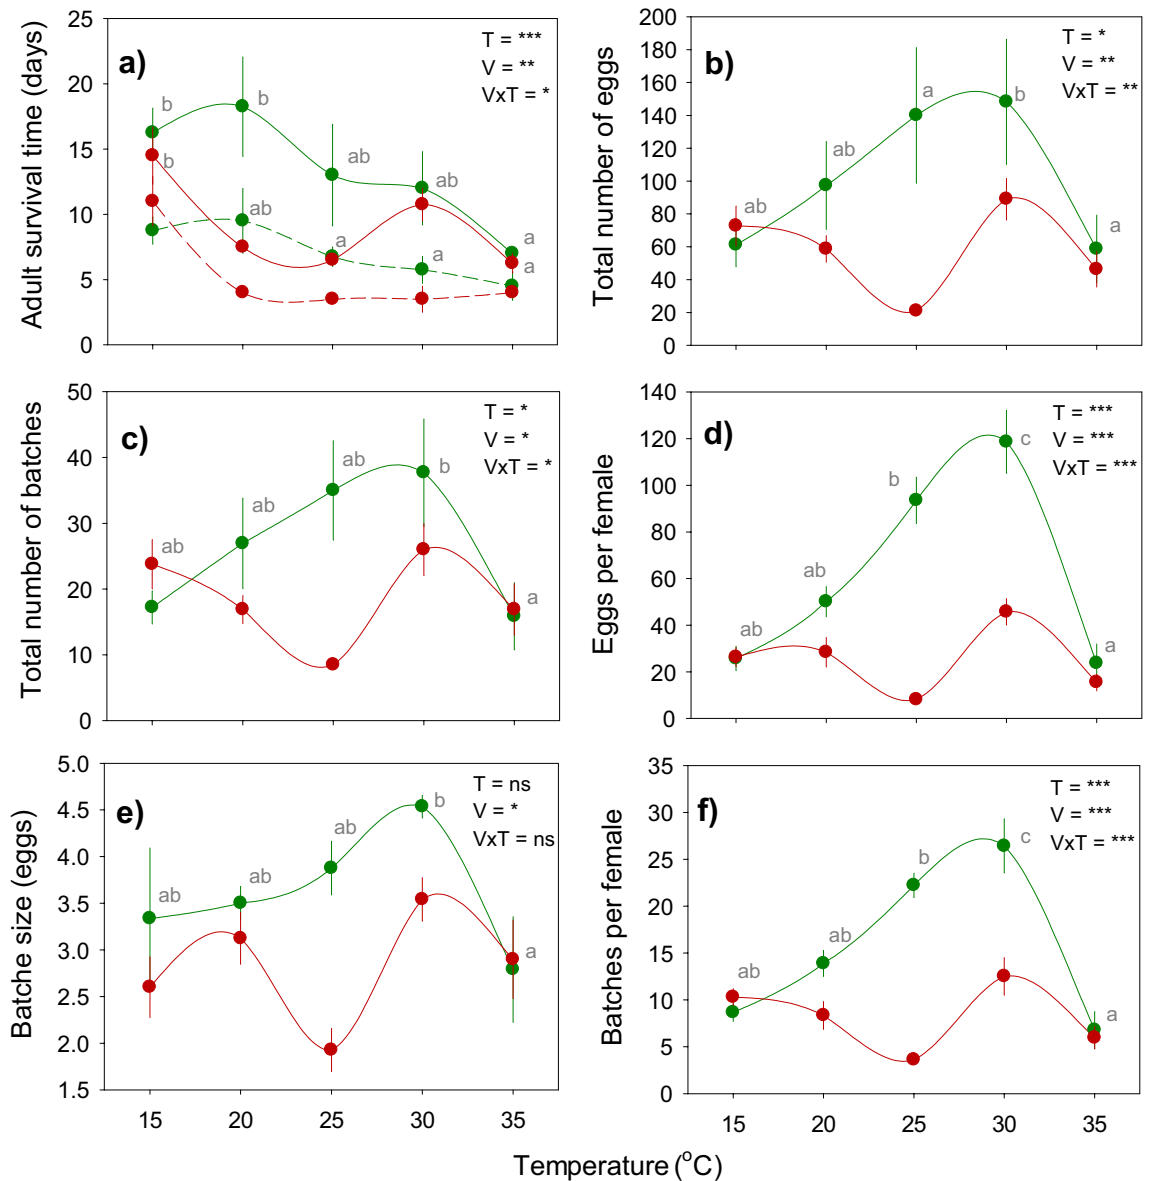 Adult survival time (days)
25
20
15
10
5
0
a)
T = ***
V = **
VxT = *
b
b
b
ab
ab
ab
a
a
a
a
Total number of eggs
200
180
160
140
120
100
80
60
40
20
0
b)
T = *
V = **
VxT = **
ab
ab
a
b
a
Total number of batches
50
40
30
20
10
0
c)
T = *
V = *
VxT = *
ab
ab
ab
b
a
Eggs per female
140
120
100
80
60
40
20
0
d)
T = ***
V = ***
VxT = ***
ab
ab
b
c
a
Batche size (eggs)
5.0
4.5
4.0
3.5
3.0
2.5
2.0
1.5
e)
T = ns
V = *
VxT = ns
ab
ab
ab
b
a
15 20 25 30 35
Batches per female
35
30
25
20
15
10
5
0
f)
T = ***
V = ***
VxT = ***
ab
ab
b
c
a
15 20 25 30 35
Temperature (°C)